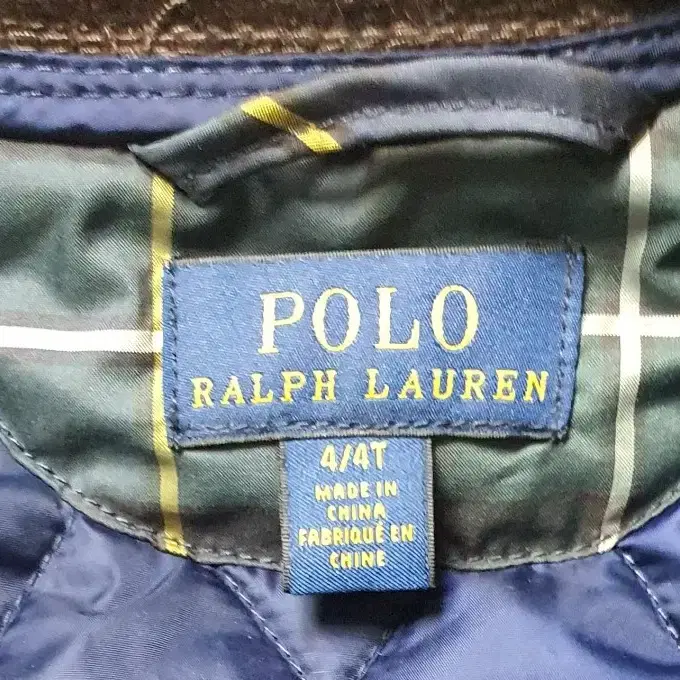 POLO
RALPH LAUREN
4/4T
MADE IN
CHINA
FABRIQUÉ EN
CHINE